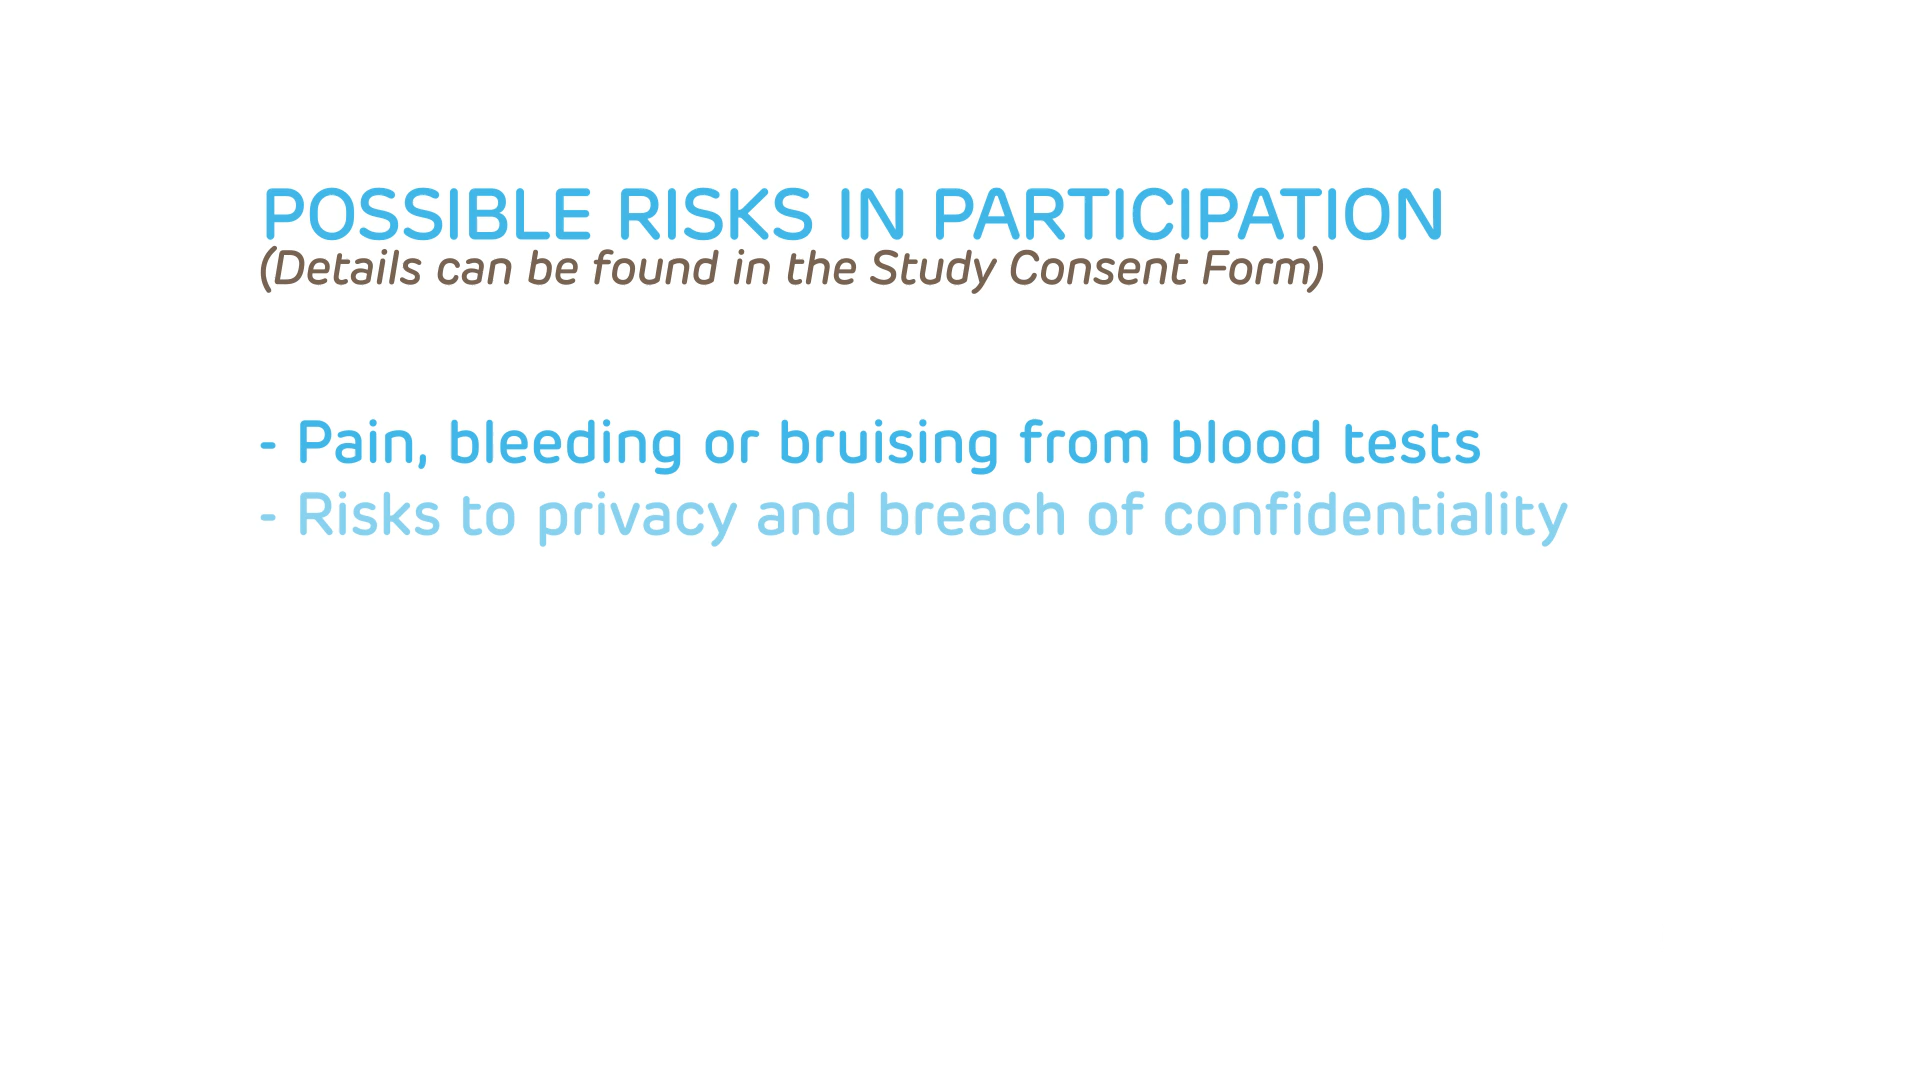 POSSIBLE RISKS IN PARTICIPATION
(Details can be found in the Study Consent Form)
- Pain, bleeding or bruising from blood tests
- Risks to privacy and breach of confidentiality